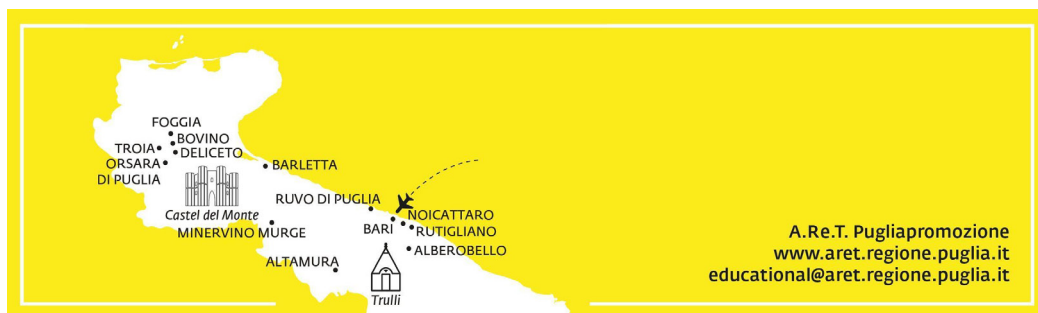 FOGGIA
BOVINO
TROIA
DELICETO
ORSARA
DI PUGLIA
BARLETTA
Castel del Monte
RUVO DI PUGLIA
NOICATTARO
BARI
RUTIGLIANO
MINERVINO MURGE
ALBEROBELLO
ALTAMURA
Trulli
A.Re.T. Pugliapromozione
www.aret.regione.puglia.it
educational@aret.regione.puglia.it